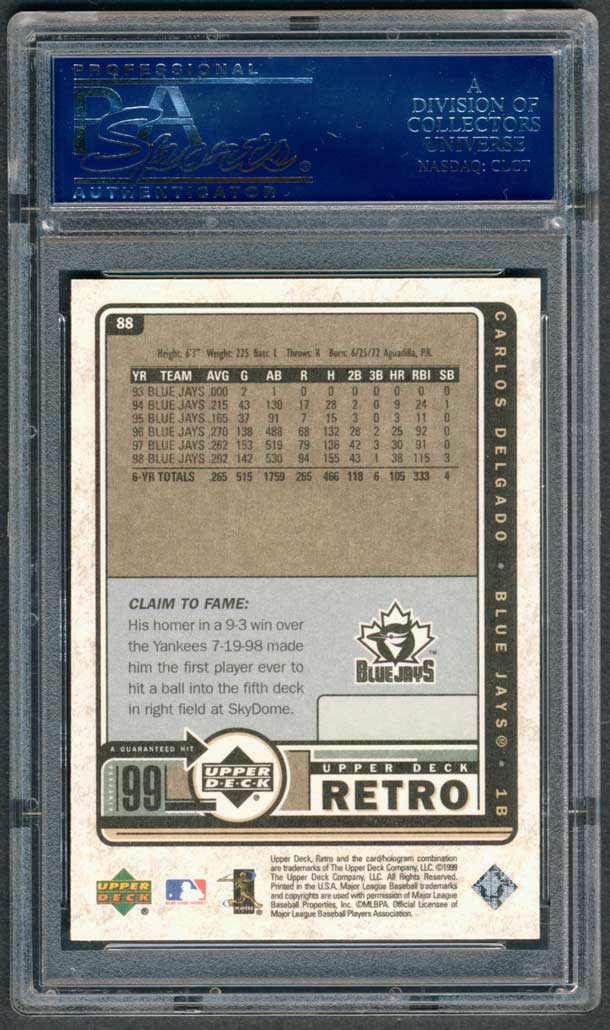 PROFESSIONAL
PSA
Sports®
AUTHENTICATOR
A
DIVISION OF
COLLECTORS
UNIVERSE
NASDAQ: CLCT
88
Height: 6'3" Weight: 225 Bats: L Throws: R Born: 6/25/72 Aguadilla, P.R.
YR TEAM AVG G AB R H 2B 3B HR RBI SB
93 BLUE JAYS .000 2 1 0 0 0 0 0 0 0
94 BLUE JAYS .215 43 130 17 28 2 0 9 24 1
95 BLUE JAYS .165 37 91 7 15 3 0 3 11 0
96 BLUE JAYS .270 138 488 68 132 28 2 25 92 0
97 BLUE JAYS .262 153 519 79 136 42 3 30 91 0
98 BLUE JAYS .292 142 530 94 155 43 1 38 115 3
6-YR TOTALS .265 515 1759 265 466 118 6 105 333 4
CARLOS DELGADO • BLUE JAYS® • 1B
CLAIM TO FAME:
His homer in a 9-3 win over
the Yankees 7-19-98 made
him the first player ever to
hit a ball into the fifth deck
in right field at SkyDome.
BLUE JAYS
™
A GUARANTEED HIT
99
UPPER
DECK
®
UPPER DECK
RETRO
Upper Deck, Retro and the card/hologram combination
are trademarks of The Upper Deck Company, LLC. ©1999
The Upper Deck Company, LLC. All Rights Reserved.
Printed in the U.S.A. Major League Baseball trademarks
and copyrights are used with permission of Major League
Baseball Properties, Inc. ©MLBPA. Official Licensee of
Major League Baseball Players Association.
UPPER
DECK
®
PLAYERS